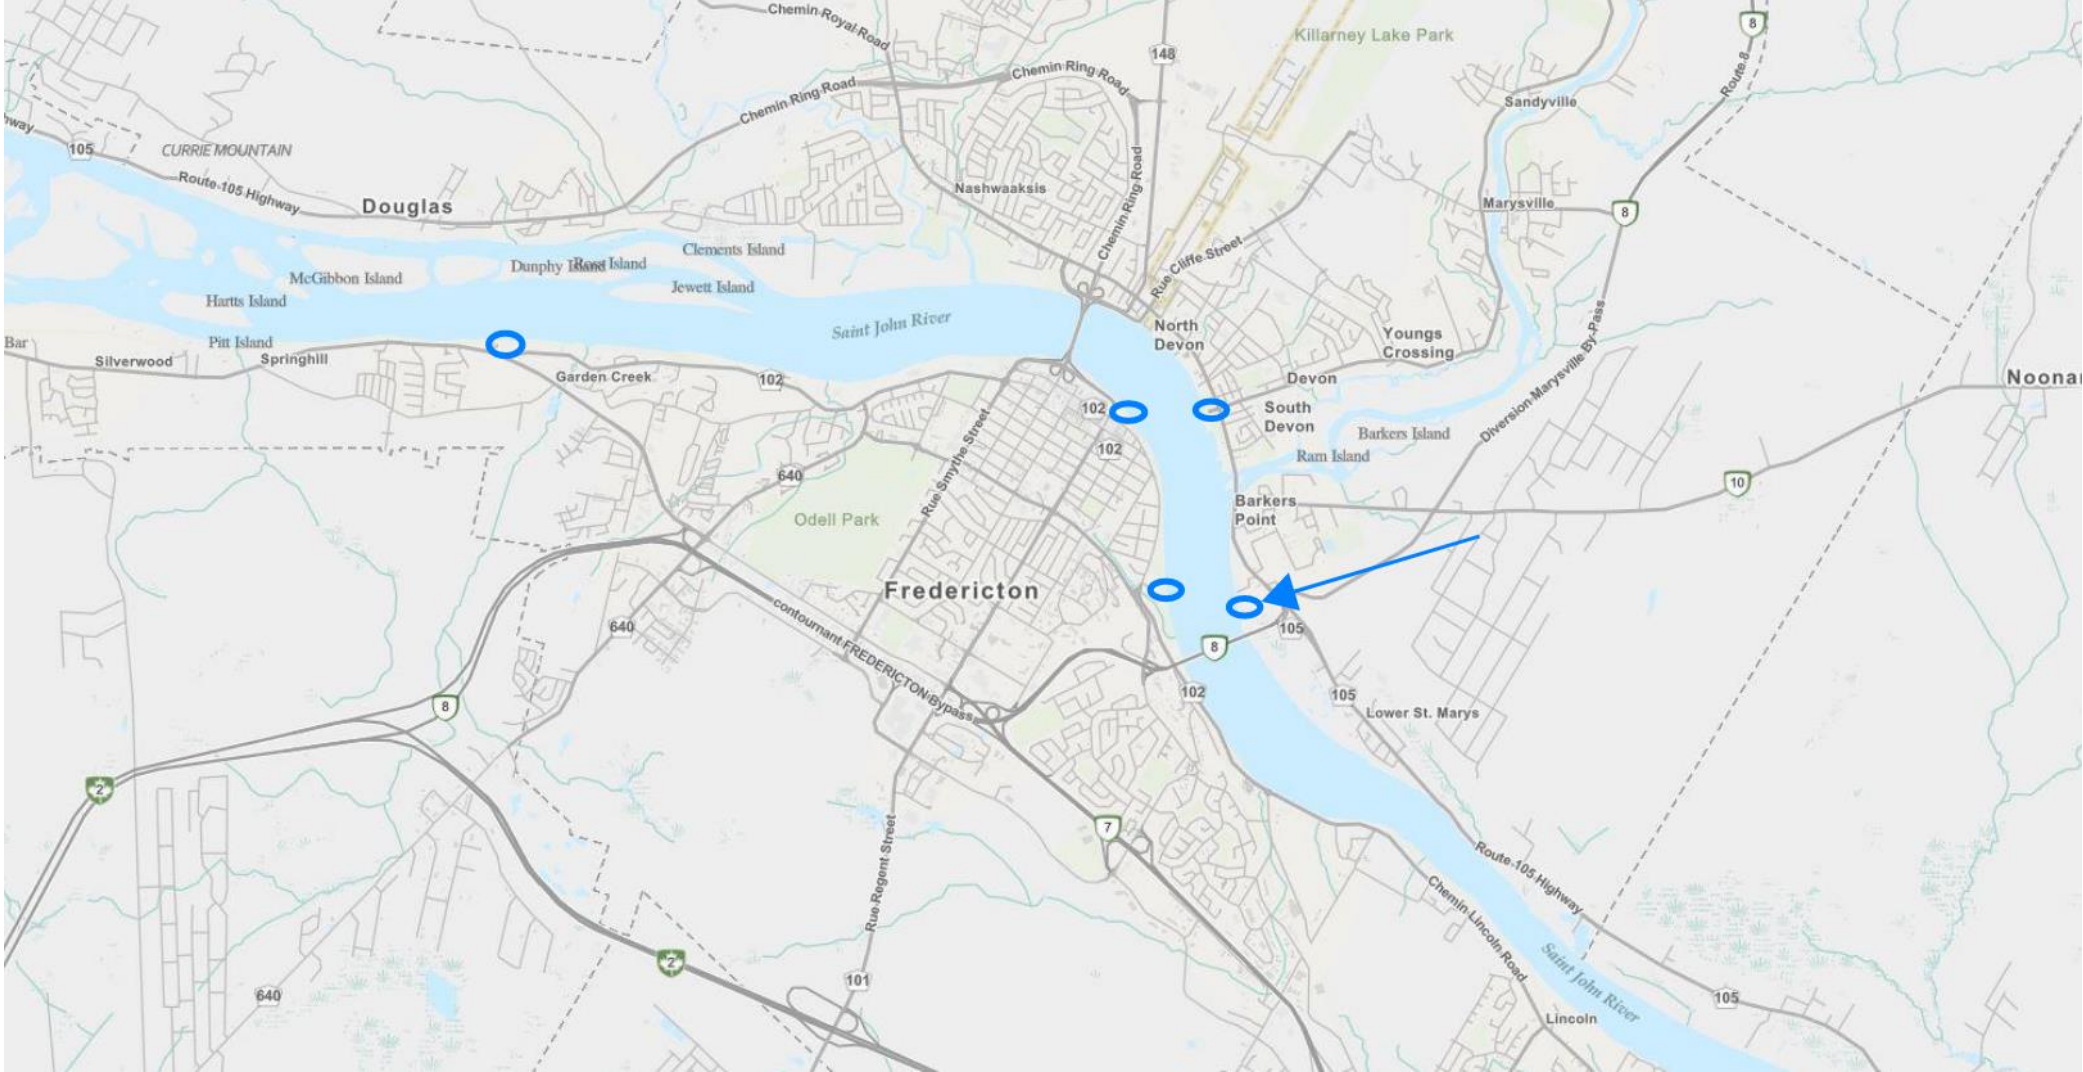 Chemin Royal Road
8
Killarney Lake Park
148
Chemin Ring Road
Route 8
Chemin Ring Road
Sandyville
105
CURRIE MOUNTAIN
Chemin Ring Road
Route 105 Highway
Nashwaaksis
Marysville
8
Douglas
Clements Island
Rue Cliffe Street
Dunphy Island
Island
McGibbon Island
Jewett Island
Hartts Island
Saint John River
North
Devon
Youngs
Crossing
Bar
Pitt Island
Silverwood
Springhill
Garden Creek
102
Devon
Noonan
102
South
Devon
Diversion Marysville By-Pass
Barkers Island
102
Ram Island
Rue Smythe Street
640
10
Barkers
Point
Odell Park
Fredericton
contournant FREDERICTON Bypass
640
105
8
102
105
8
Lower St. Marys
2
7
Rue Regent Street
Route 105 Highway
Chemin Lincoln Road
2
Saint John River
101
640
105
Lincoln